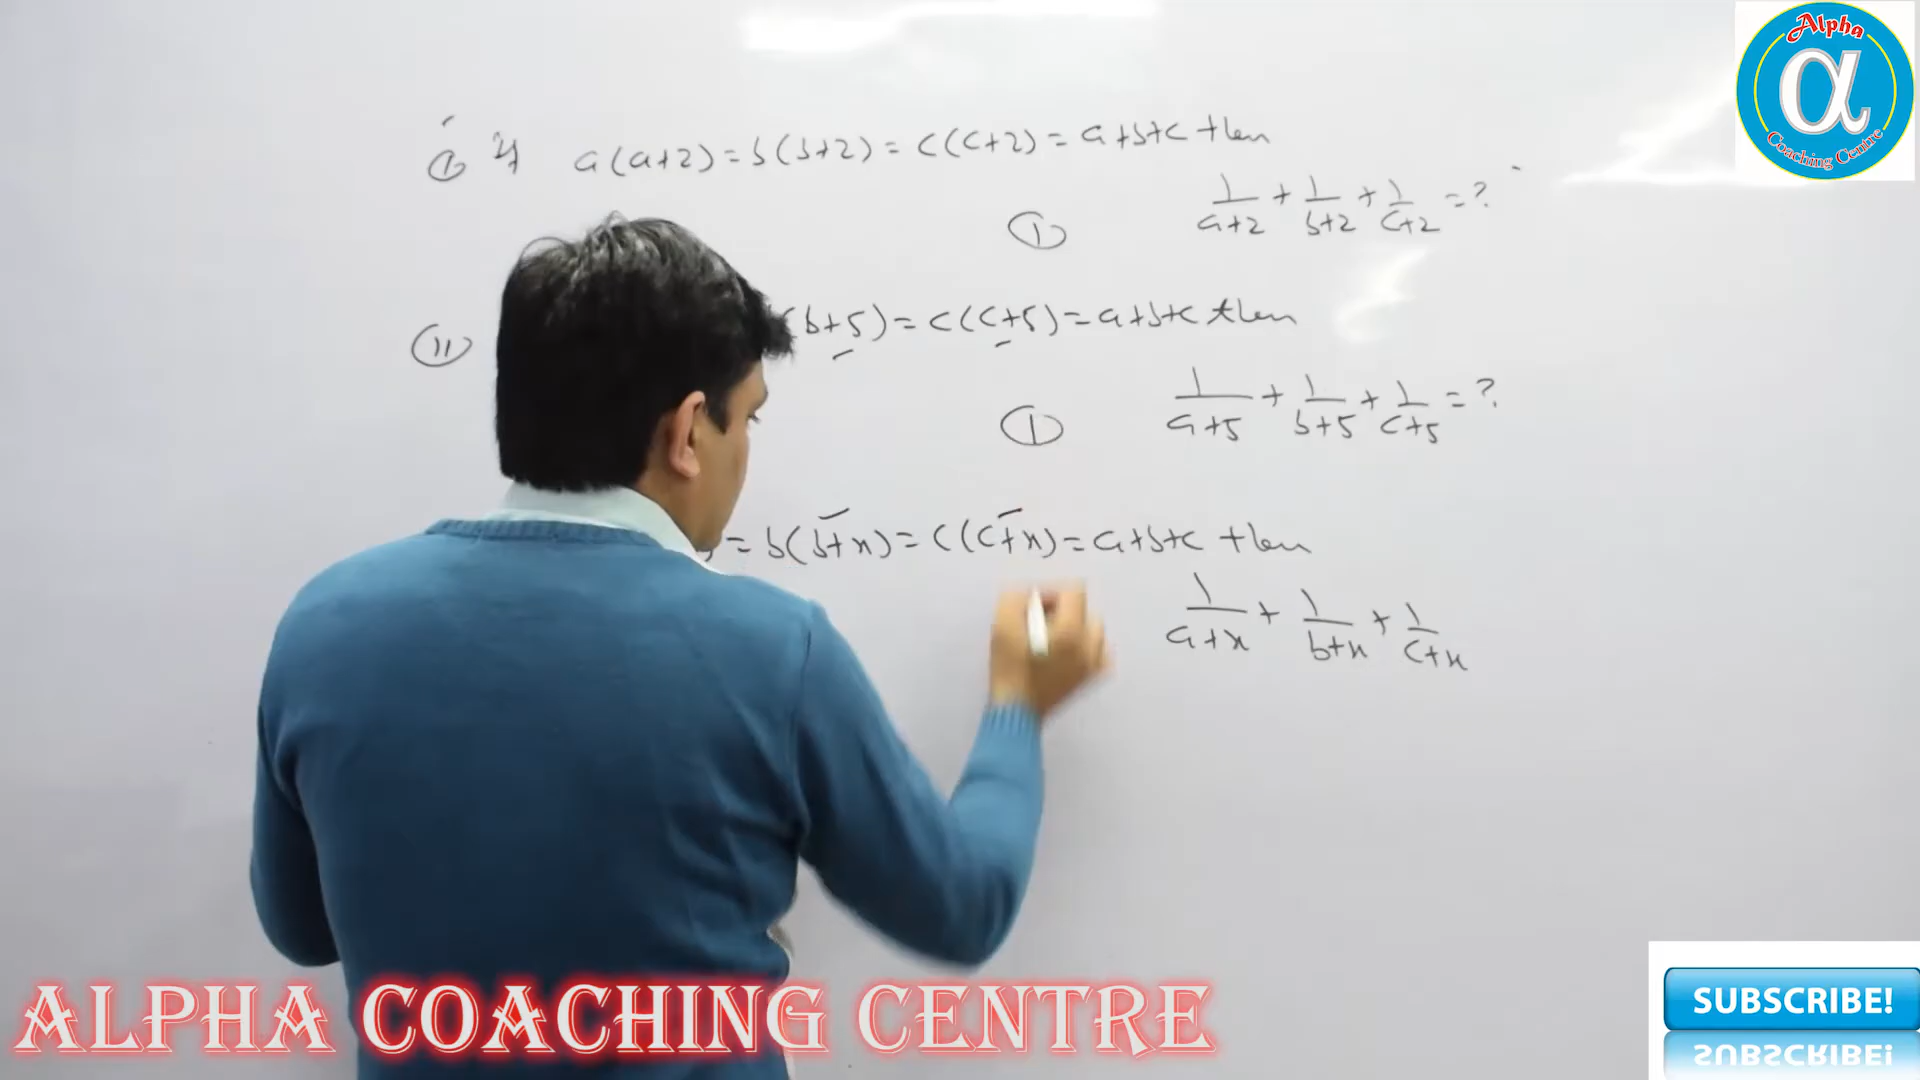 Alpha
α
Coaching Centre
① If a(a+2) = b(b+2) = c(c+2) = a+b+c then
① 1/(a+2) + 1/(b+2) + 1/(c+2) = ?
(II) (b+5) = c(c+5) = a+b+c then
① 1/(a+5) + 1/(b+5) + 1/(c+5) = ?
= b(b+x) = c(c+x) = a+b+c then
1/(a+x) + 1/(b+x) + 1/(c+x)
ALPHA COACHING CENTRE
SUBSCRIBE!